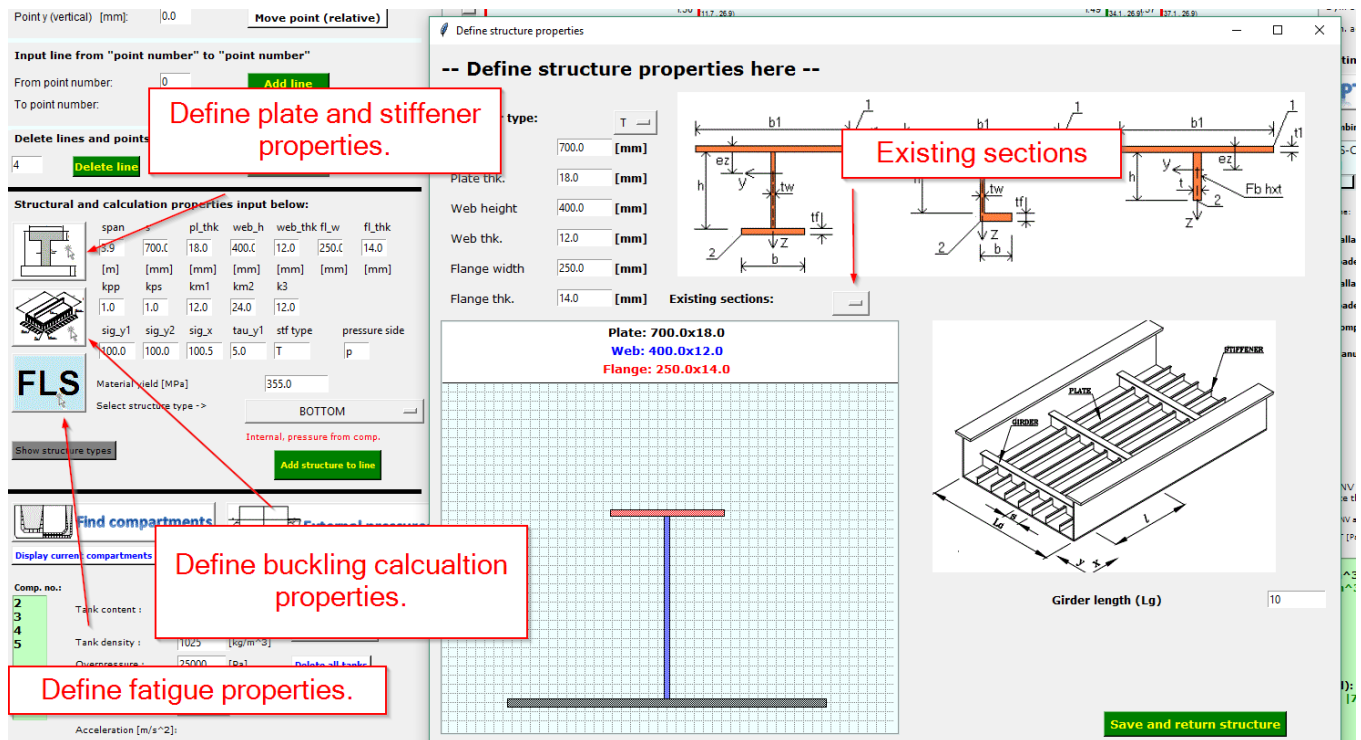 Point y (vertical) [mm]: 0.0 Move point (relative)
Input line from "point number" to "point number"
From point number: 0 Add line
To point number:
Delete lines and points
4 Delete line
Structural and calculation properties input below:
span s pl_thk web_h web_thk fl_w fl_thk
3.9 700.0 18.0 400.0 12.0 250.0 14.0
[m] [mm] [mm] [mm] [mm] [mm] [mm]
kpp kps km1 km2 k3
1.0 1.0 12.0 24.0 12.0
sig_y1 sig_y2 sig_x tau_y1 stf type pressure side
100.0 100.0 100.5 5.0 T p
FLS
Material yield [MPa] 355.0
Select structure type -> BOTTOM
Internal, pressure from comp.
Show structure types
Add structure to line
Find compartments
Display current compartments
Comp. no.:
2
3
4
5
Tank content :
Tank density : 1025 [kg/m^3]
Overpressure : 25000 [Pa] Delete all tanks
Acceleration [m/s^2]:
Define plate and stiffener
properties.
Define buckling calcualtion
properties.
Define fatigue properties.
Define structure properties
-- Define structure properties here --
type: T
700.0 [mm]
Plate thk. 18.0 [mm]
Web height 400.0 [mm]
Web thk. 12.0 [mm]
Flange width 250.0 [mm]
Flange thk. 14.0 [mm] Existing sections:
Existing sections
b1 1 b1 1 b1 1
t1
ez ez
h y tw tw h y t Fb hxt
tf tf 2
2 z 2 z z
b b
Plate: 700.0x18.0
Web: 400.0x12.0
Flange: 250.0x14.0
STIFFENER
PLATE
GIRDER
Lg s l
y x
Girder length (Lg) 10
Save and return structure